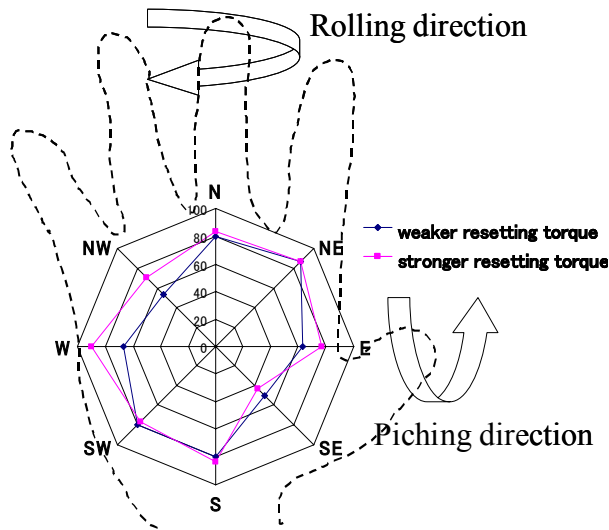 Rolling direction
N
100
NW
NE
80
weaker resetting torque
60
stronger resetting torque
40
20
W
0
E
SW
SE
Piching direction
S